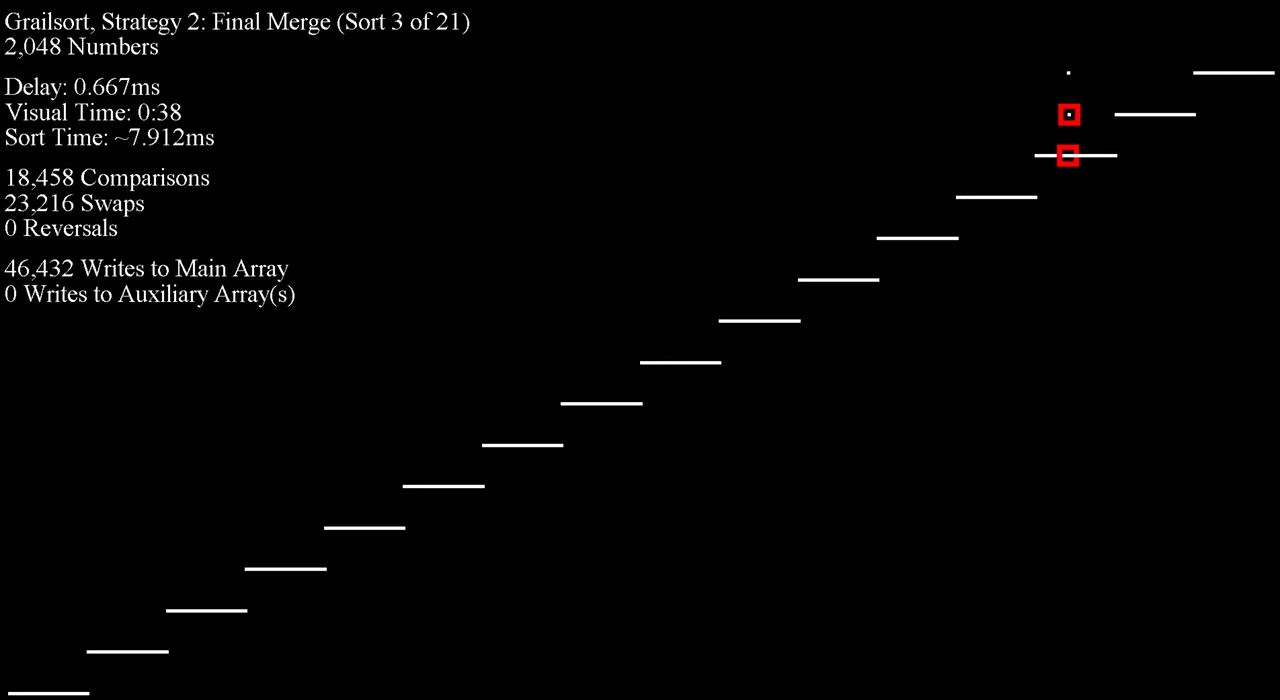 Grailsort, Strategy 2: Final Merge (Sort 3 of 21)
2,048 Numbers
Delay: 0.667ms
Visual Time: 0:38
Sort Time: ~7.912ms
18,458 Comparisons
23,216 Swaps
0 Reversals
46,432 Writes to Main Array
0 Writes to Auxiliary Array(s)